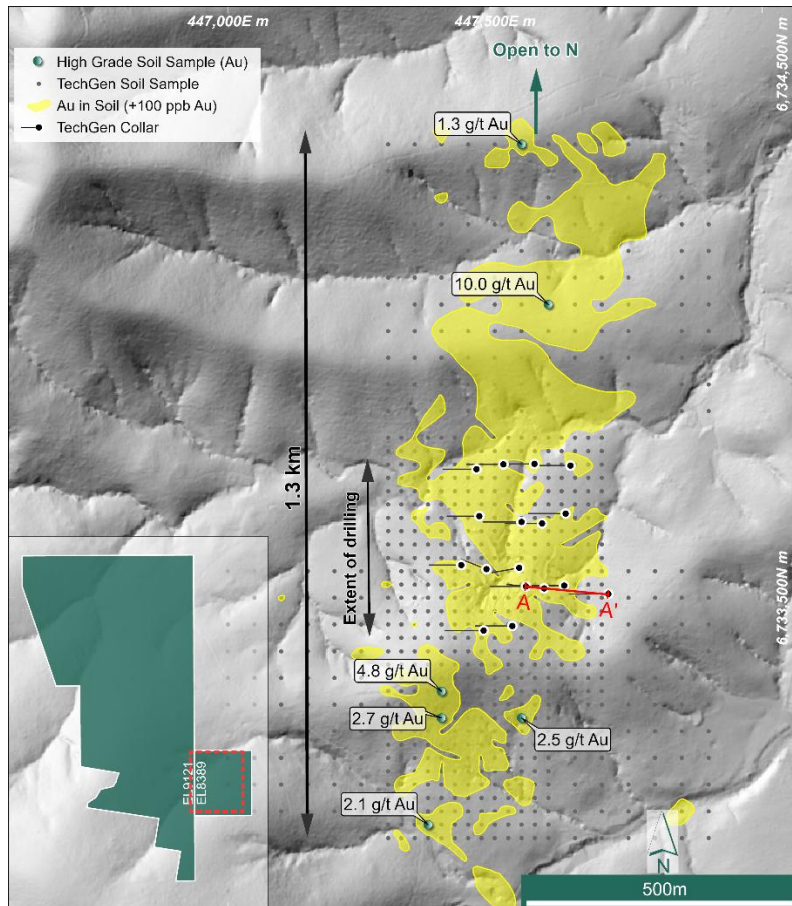 447,000E m
447,500E m
Open to N
6,734,500N m
High Grade Soil Sample (Au)
TechGen Soil Sample
Au in Soil (+100 ppb Au)
TechGen Collar
1.3 g/t Au
10.0 g/t Au
1.3 km
Extent of drilling
A
A'
6,733,500N m
4.8 g/t Au
2.7 g/t Au
2.5 g/t Au
2.1 g/t Au
EL9121
EL8389
N
500m